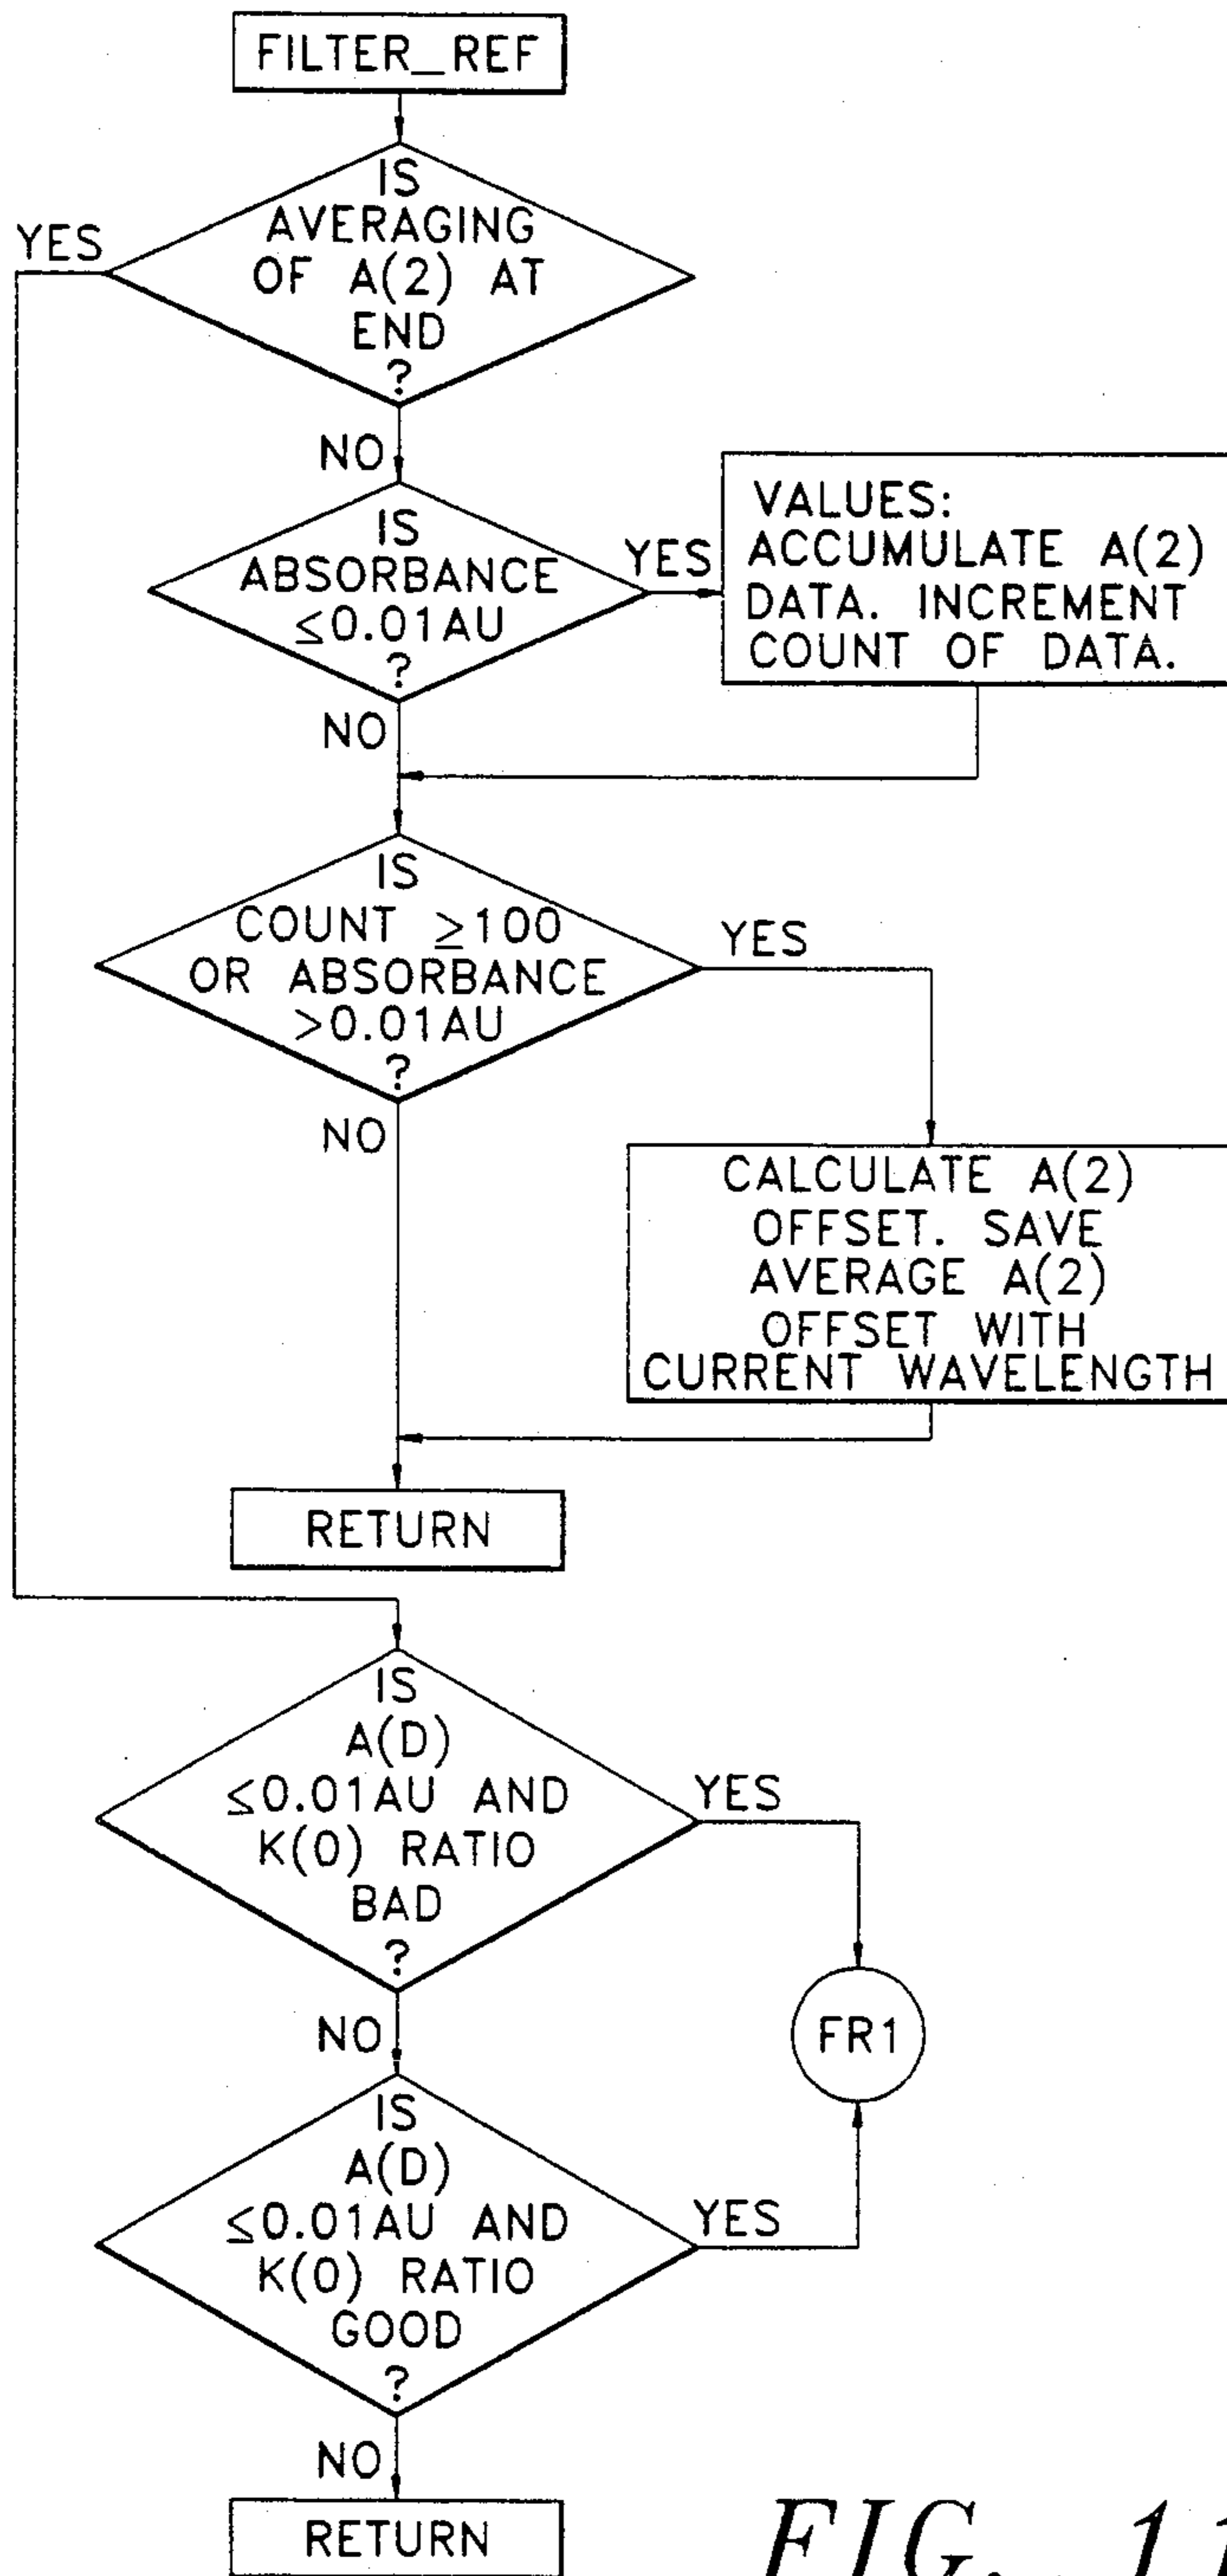 FILTER_REF
IS
AVERAGING
OF A(2) AT
END
?
YES
NO
IS
ABSORBANCE
≤0.01AU
?
YES
VALUES:
ACCUMULATE A(2)
DATA. INCREMENT
COUNT OF DATA.
NO
IS
COUNT ≥100
OR ABSORBANCE
>0.01AU
?
YES
NO
CALCULATE A(2)
OFFSET. SAVE
AVERAGE A(2)
OFFSET WITH
CURRENT WAVELENGTH
RETURN
IS
A(D)
≤0.01AU AND
K(0) RATIO
BAD
?
YES
FR1
NO
IS
A(D)
≤0.01AU AND
K(0) RATIO
GOOD
?
YES
NO
RETURN
FIG. 11